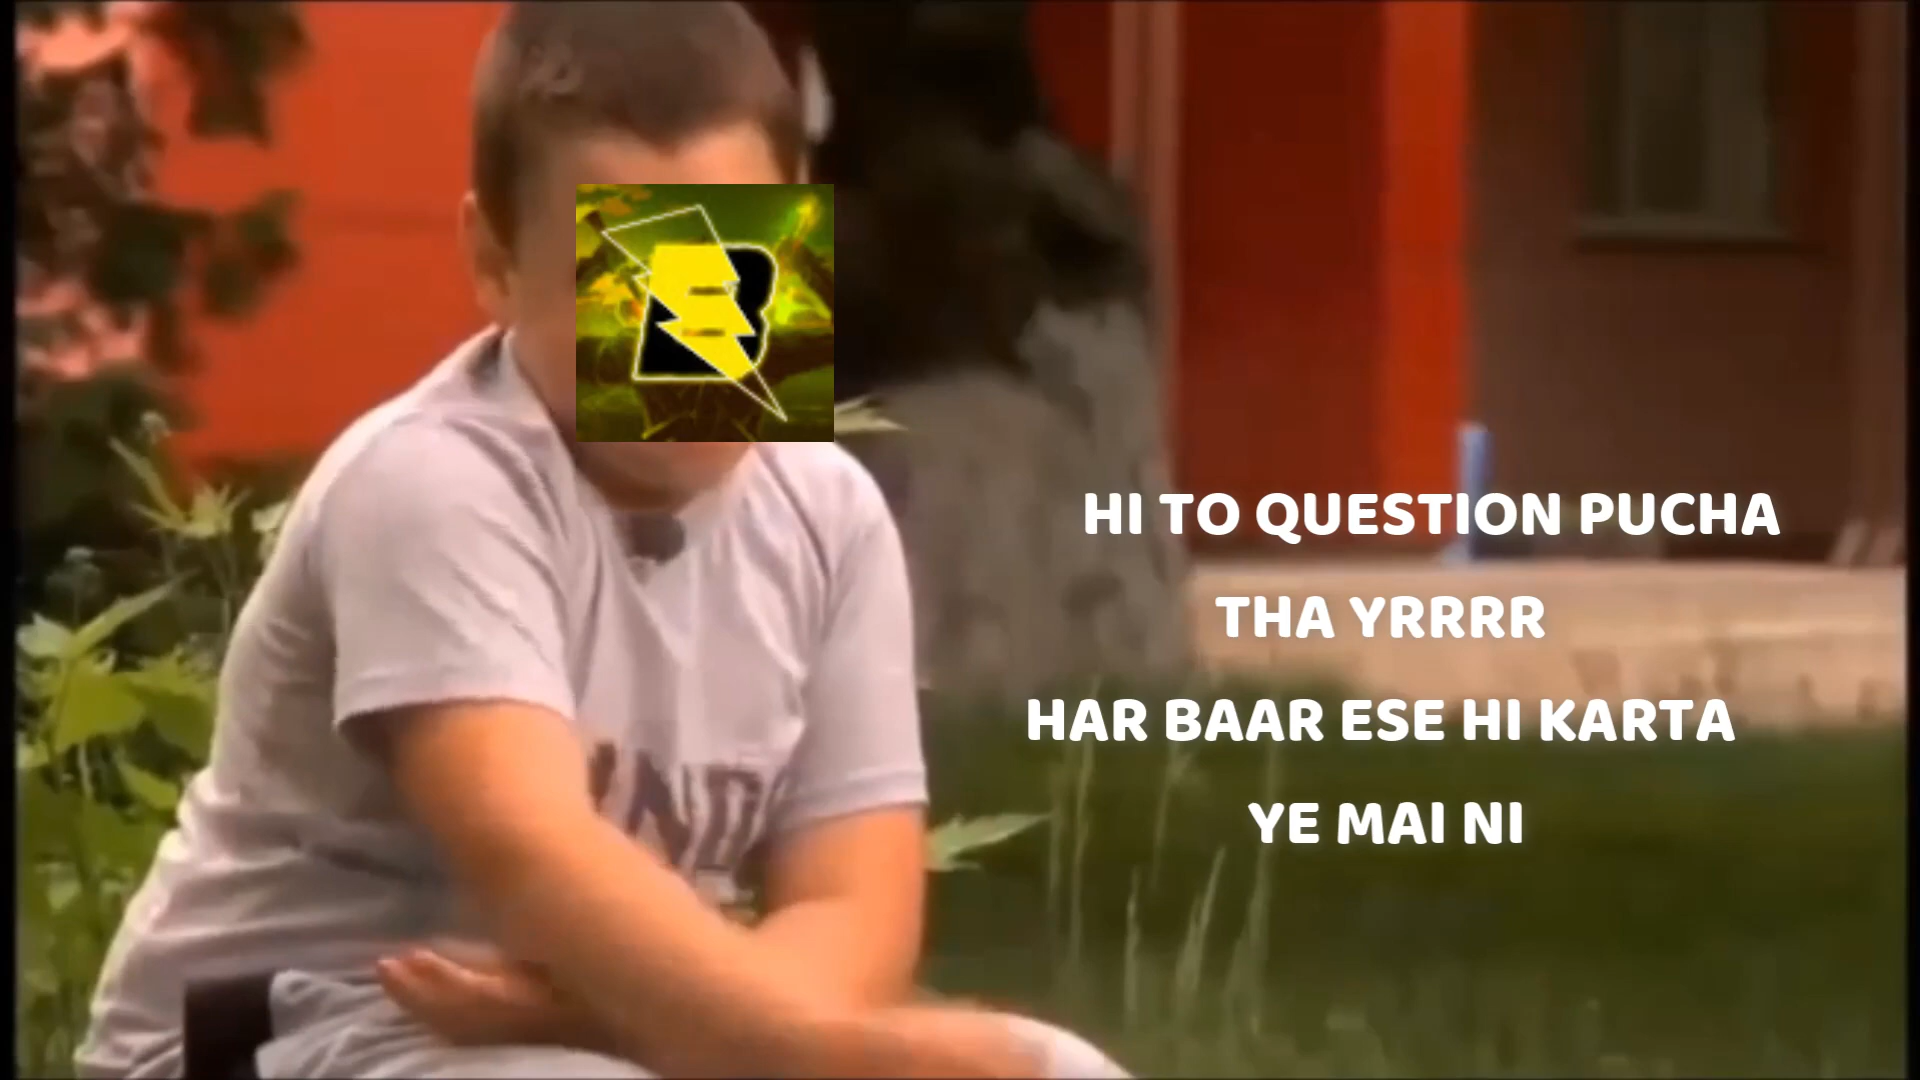 HI TO QUESTION PUCHA
THA YRRRR
HAR BAAR ESE HI KARTA
YE MAI NI
B